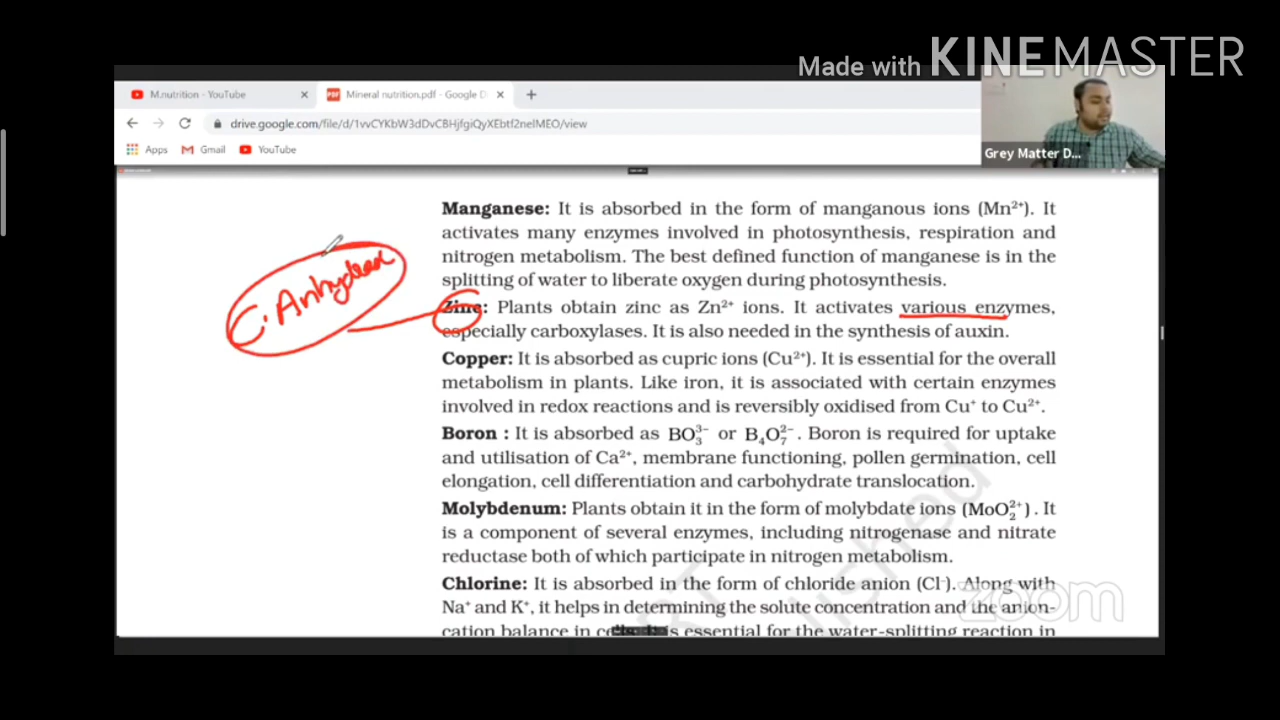 Made with KINEMASTER
M.nutrition - YouTube
Mineral nutrition.pdf - Google D
drive.google.com/file/d/1vvCYKbW3dDvC8HjfgiQyXEbtf2nelMEO/view
Apps Gmail YouTube
Grey Matter D...
Manganese: It is absorbed in the form of manganous ions (Mn²⁺). It
activates many enzymes involved in photosynthesis, respiration and
nitrogen metabolism. The best defined function of manganese is in the
splitting of water to liberate oxygen during photosynthesis.
C. Anhydrase
Zinc: Plants obtain zinc as Zn²⁺ ions. It activates various enzymes,
especially carboxylases. It is also needed in the synthesis of auxin.
Copper: It is absorbed as cupric ions (Cu²⁺). It is essential for the overall
metabolism in plants. Like iron, it is associated with certain enzymes
involved in redox reactions and is reversibly oxidised from Cu⁺ to Cu²⁺.
Boron : It is absorbed as BO₃³⁻ or B₄O₇²⁻. Boron is required for uptake
and utilisation of Ca²⁺, membrane functioning, pollen germination, cell
elongation, cell differentiation and carbohydrate translocation.
Molybdenum: Plants obtain it in the form of molybdate ions (MoO₂²⁺). It
is a component of several enzymes, including nitrogenase and nitrate
reductase both of which participate in nitrogen metabolism.
Chlorine: It is absorbed in the form of chloride anion (Cl⁻). Along with
Na⁺ and K⁺, it helps in determining the solute concentration and the anion-
cation balance in essential for the water-splitting reaction in
zoom